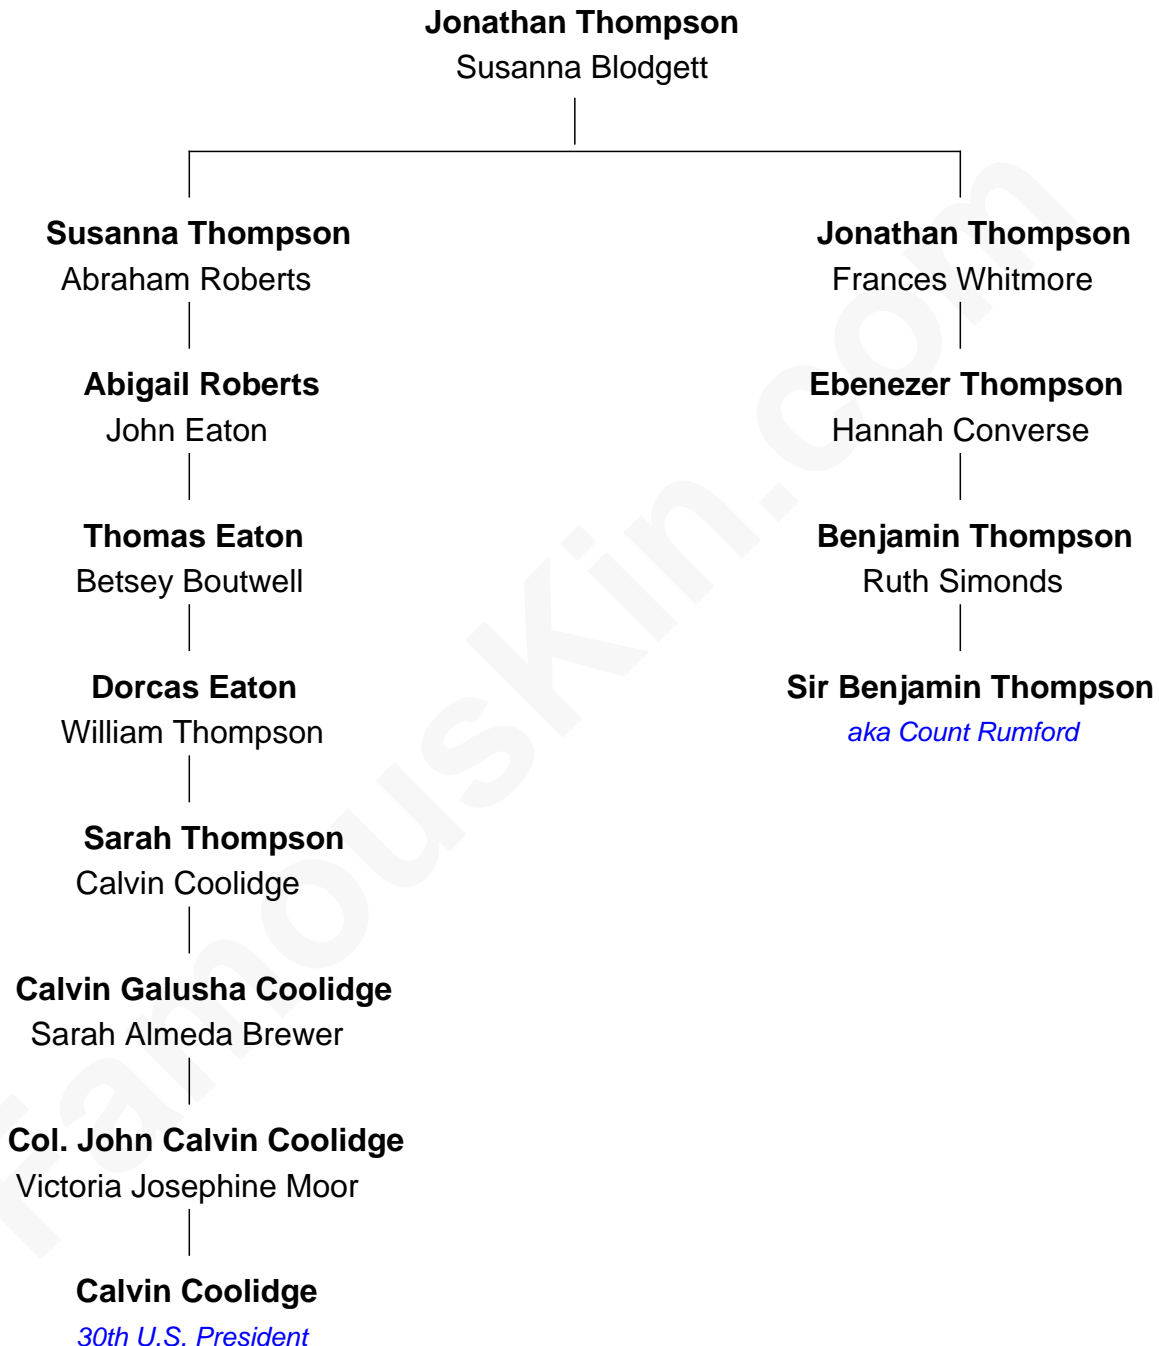 Jonathan Thompson
Susanna Blodgett
Susanna Thompson
Abraham Roberts
Jonathan Thompson
Frances Whitmore
Abigail Roberts
John Eaton
Ebenezer Thompson
Hannah Converse
Thomas Eaton
Betsey Boutwell
Benjamin Thompson
Ruth Simonds
Dorcas Eaton
William Thompson
Sir Benjamin Thompson
aka Count Rumford
Sarah Thompson
Calvin Coolidge
Calvin Galusha Coolidge
Sarah Almeda Brewer
Col. John Calvin Coolidge
Victoria Josephine Moor
Calvin Coolidge
30th U.S. President
FamousKin.com